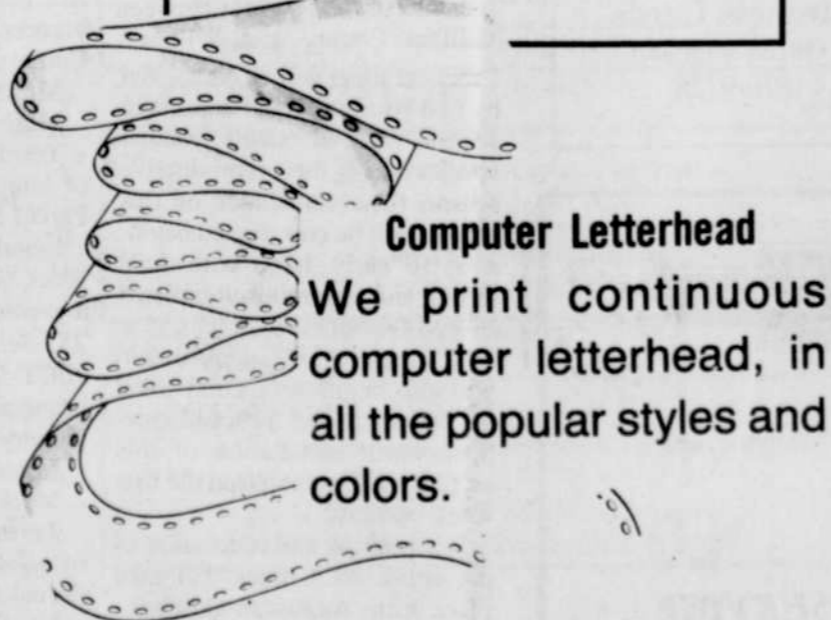 Computer Letterhead
We print continuous
computer letterhead, in
all the popular styles and
colors.